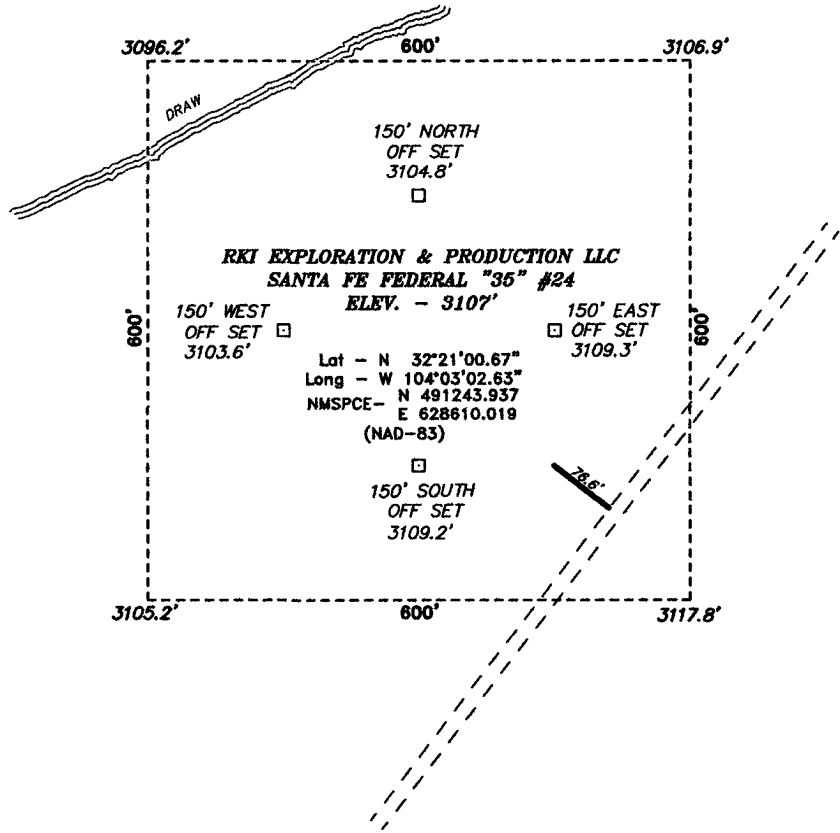 3096.2'
600'
3106.9'
DRAW
150' NORTH
OFF SET
3104.8'
RKI EXPLORATION & PRODUCTION LLC
SANTA FE FEDERAL "35" #24
ELEV. - 3107'
600'
150' WEST
OFF SET
3103.6'
150' EAST
OFF SET
3109.3'
600'
Lat - N 32°21'00.67"
Long - W 104°03'02.63"
NMSPCE- N 491243.937
E 628610.019
(NAD-83)
76.6'
150' SOUTH
OFF SET
3109.2'
3105.2'
600'
3117.8'